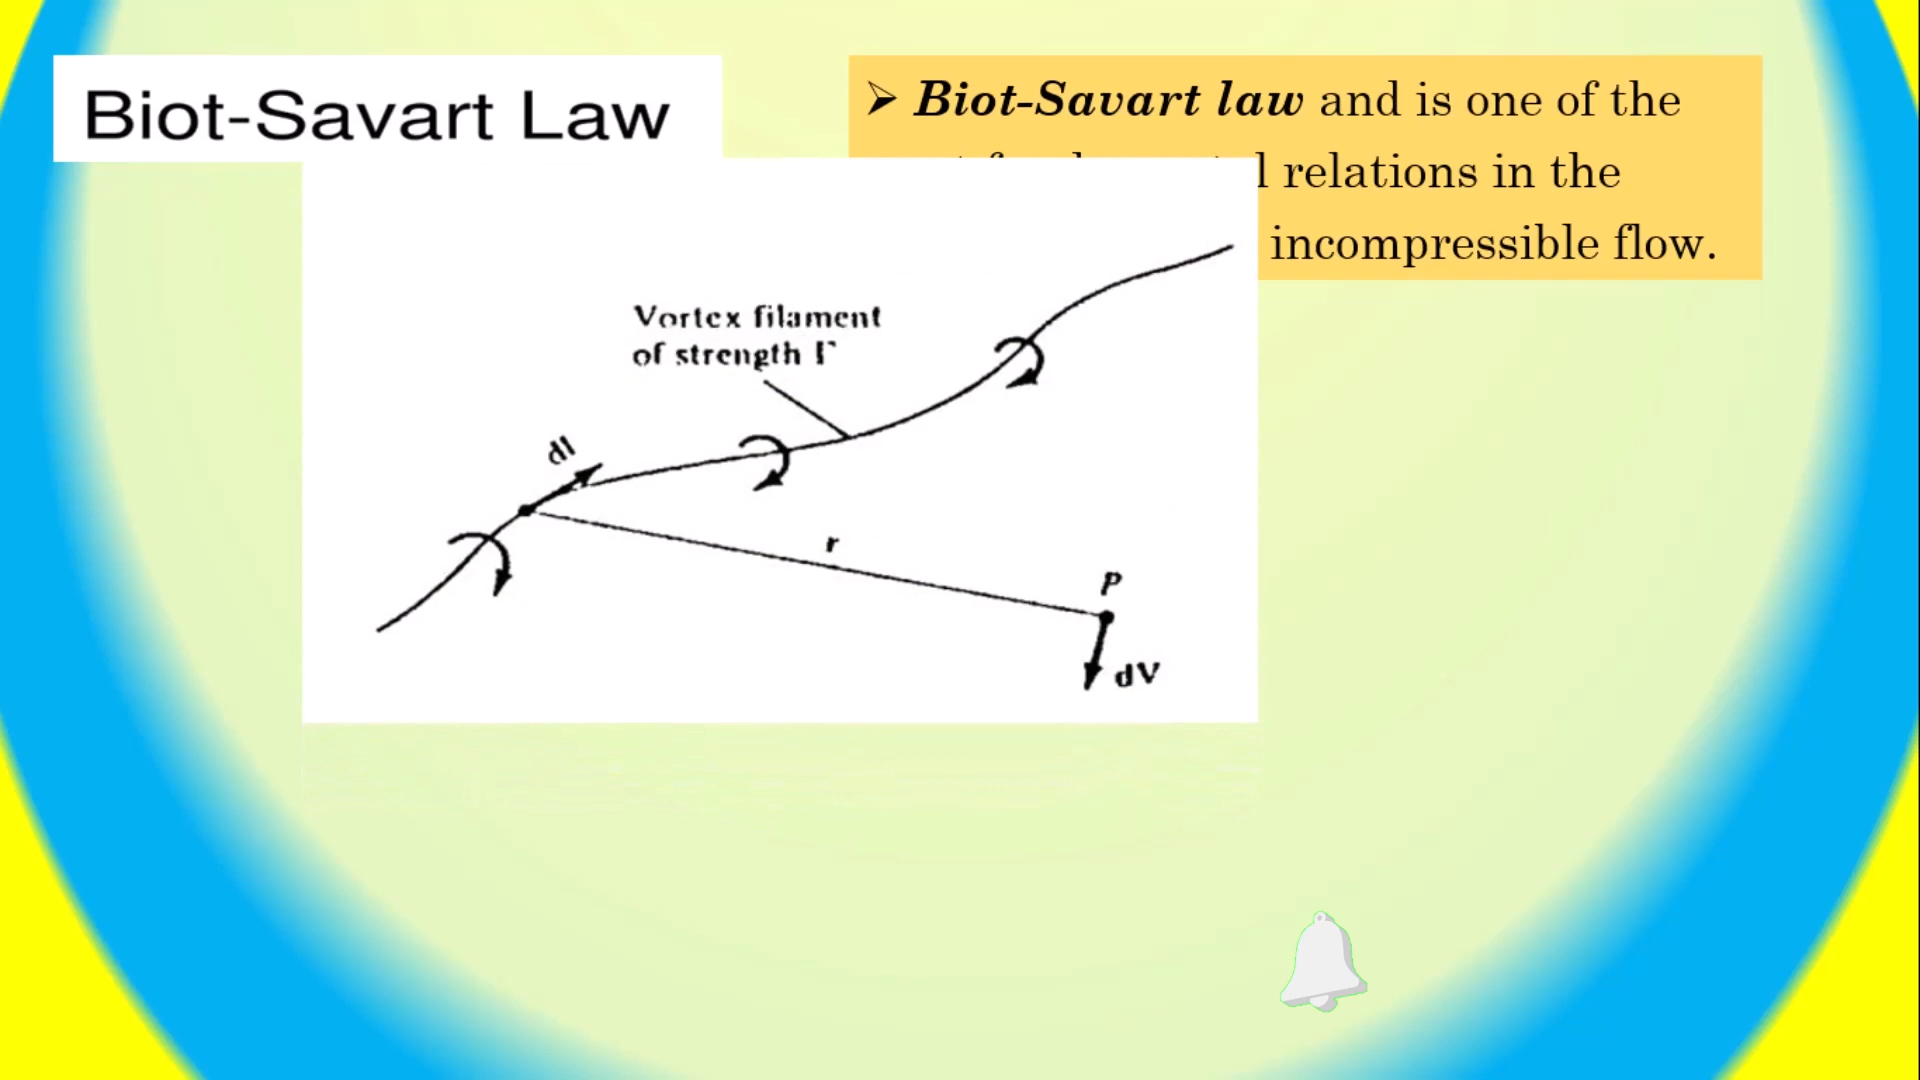 Biot-Savart Law
➢ Biot-Savart law and is one of the
relations in the
incompressible flow.
Vortex filament
of strength Γ
dl
r
P
dV